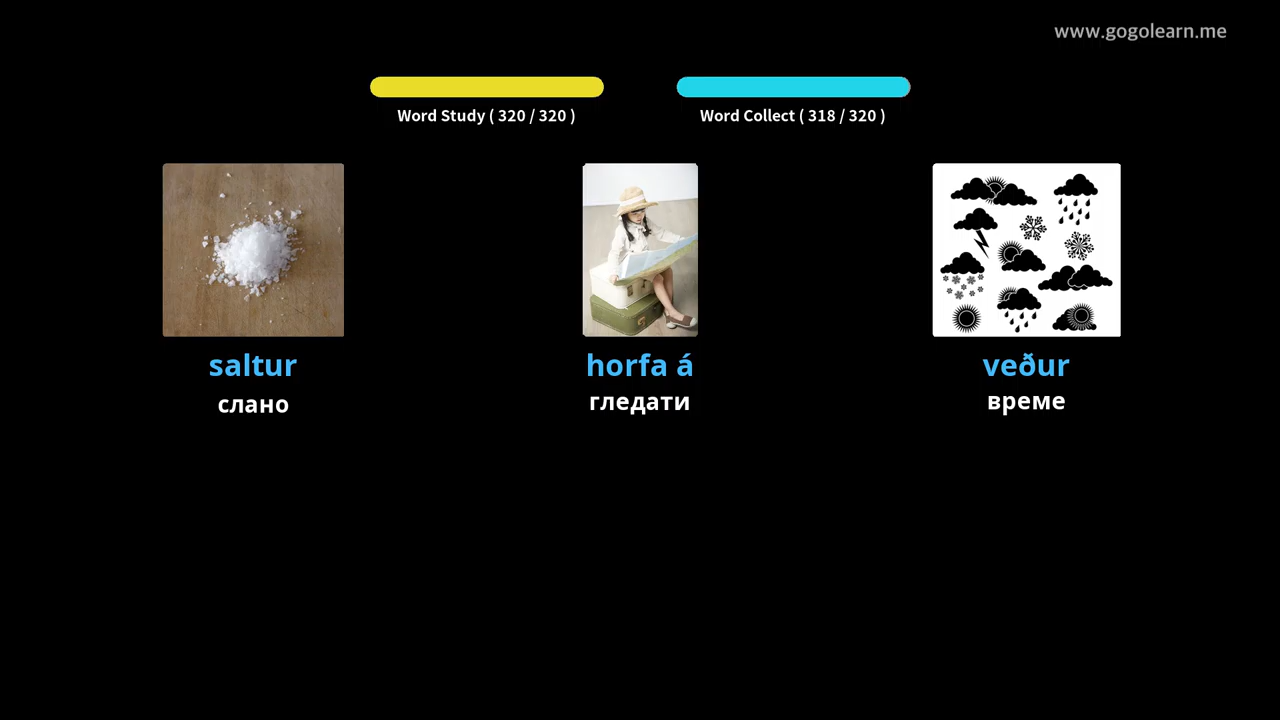 www.gogolearn.me
Word Study ( 320 / 320 )
Word Collect ( 318 / 320 )
saltur
слано
horfa á
гледати
veður
време